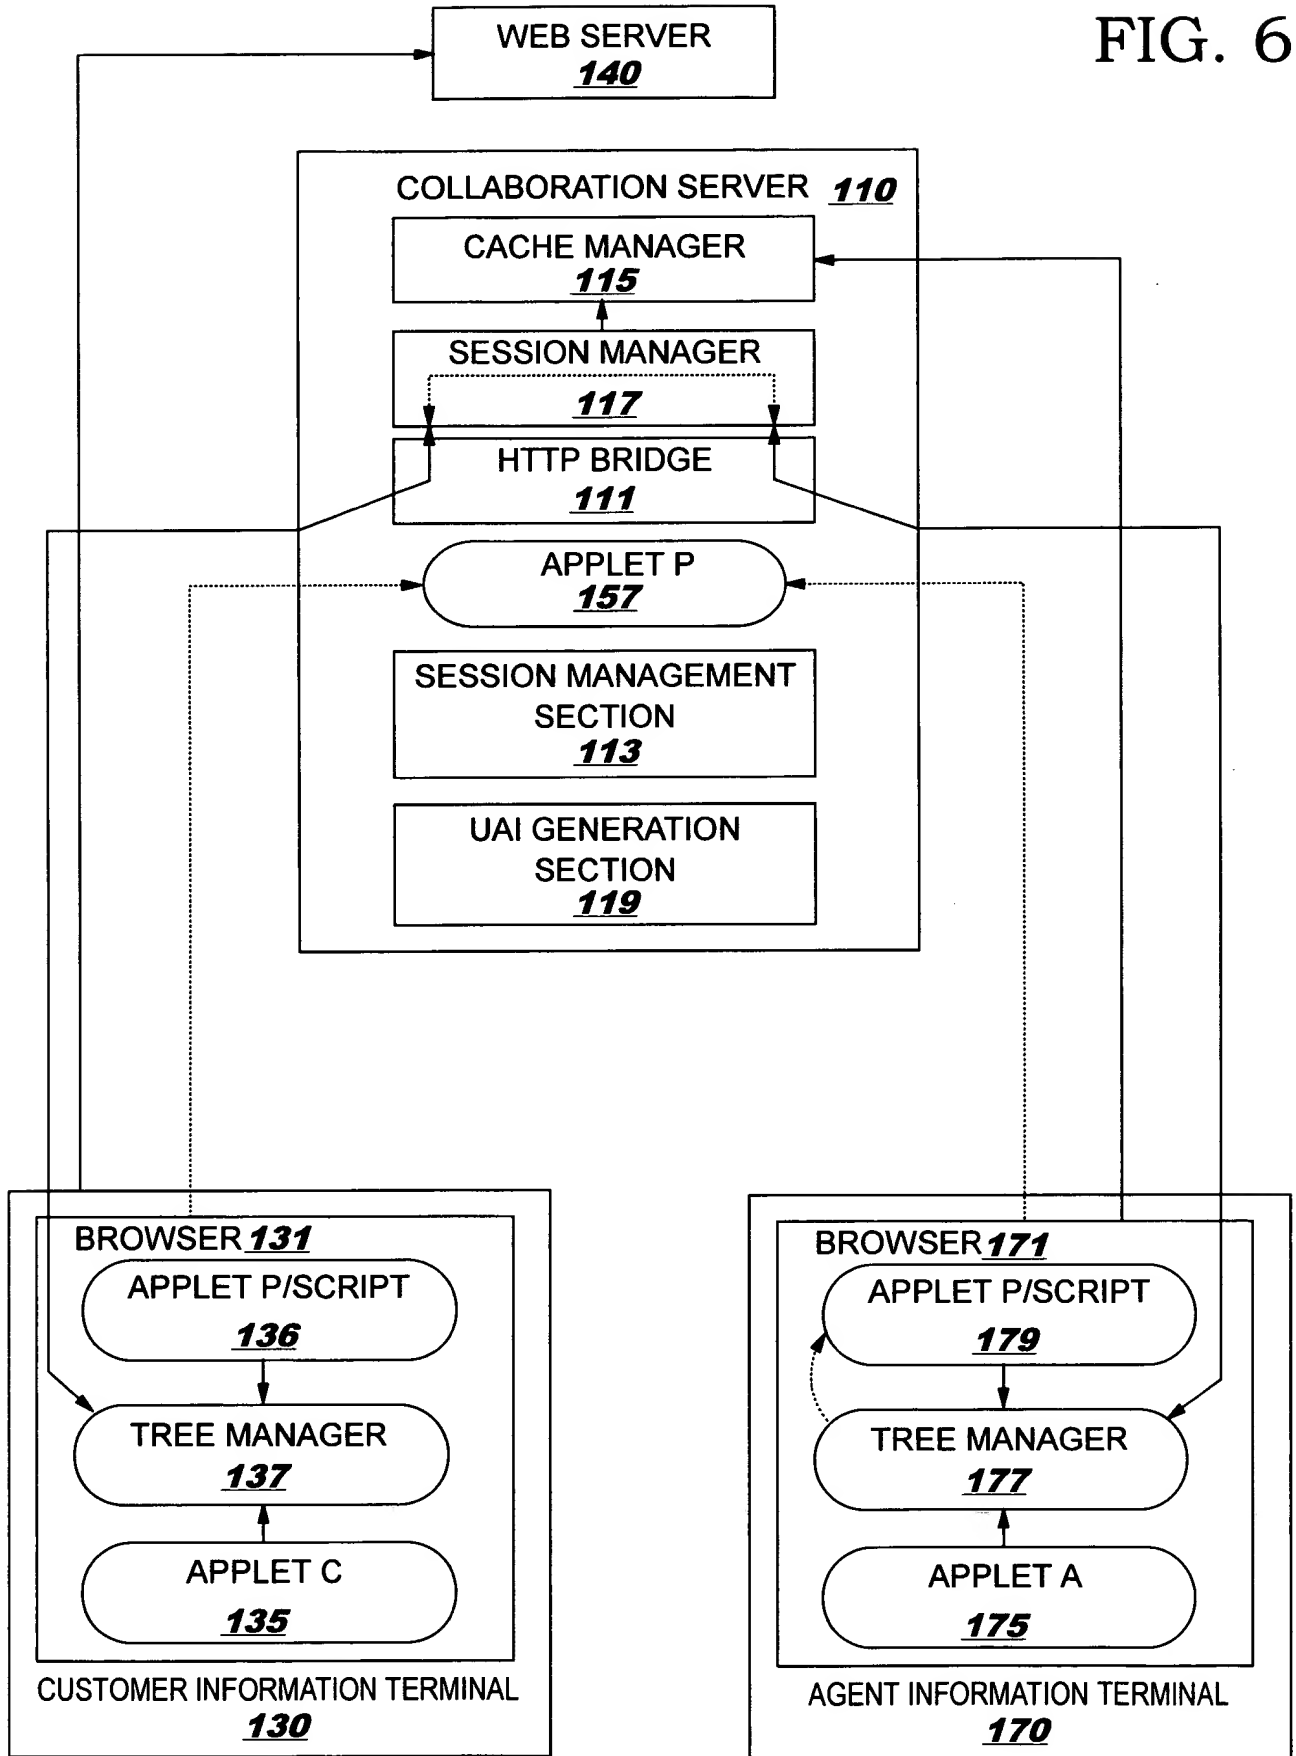 FIG. 6
WEB SERVER
140
COLLABORATION SERVER 110
CACHE MANAGER
115
SESSION MANAGER
117
HTTP BRIDGE
111
APPLET P
157
SESSION MANAGEMENT
SECTION
113
UAI GENERATION
SECTION
119
BROWSER 131
APPLET P/SCRIPT
136
TREE MANAGER
137
APPLET C
135
CUSTOMER INFORMATION TERMINAL
130
BROWSER 171
APPLET P/SCRIPT
179
TREE MANAGER
177
APPLET A
175
AGENT INFORMATION TERMINAL
170